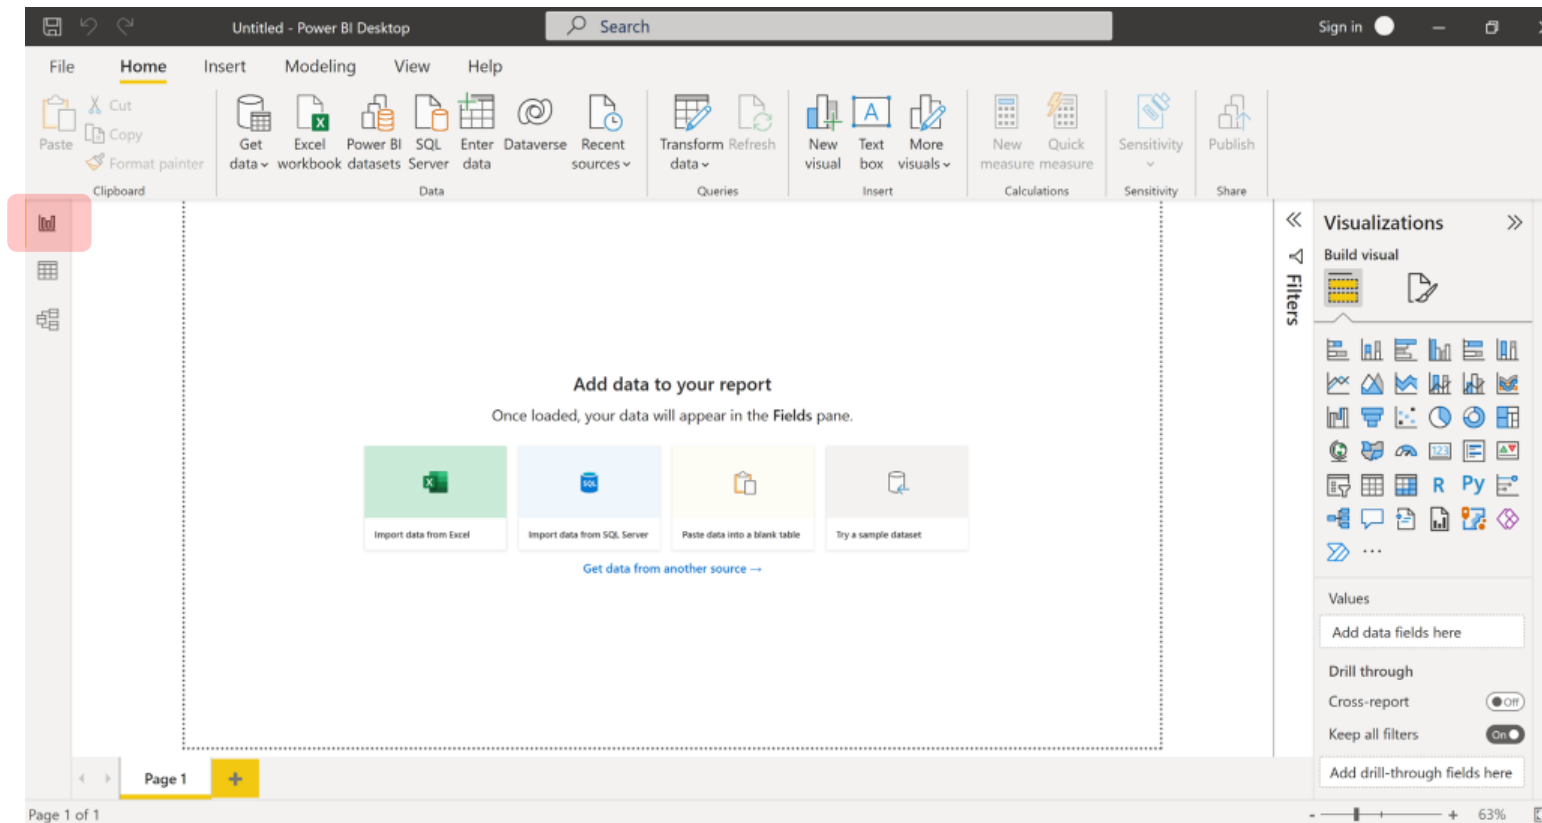 Untitled - Power BI Desktop
Search
Sign in
File Home Insert Modeling View Help
Paste
Cut
Copy
Format painter
Clipboard
Get data
Excel workbook
Power BI datasets
SQL Server
Enter data
Dataverse
Recent sources
Data
Transform data
Refresh
Queries
New visual
Text box
More visuals
Insert
New measure
Quick measure
Calculations
Sensitivity
Sensitivity
Publish
Share
Add data to your report
Once loaded, your data will appear in the Fields pane.
Import data from Excel
Import data from SQL Server
Paste data into a blank table
Try a sample dataset
Get data from another source →
Filters
Visualizations
Build visual
123
R
Py
Values
Add data fields here
Drill through
Cross-report
Off
Keep all filters
On
Add drill-through fields here
Page 1
Page 1 of 1
63%